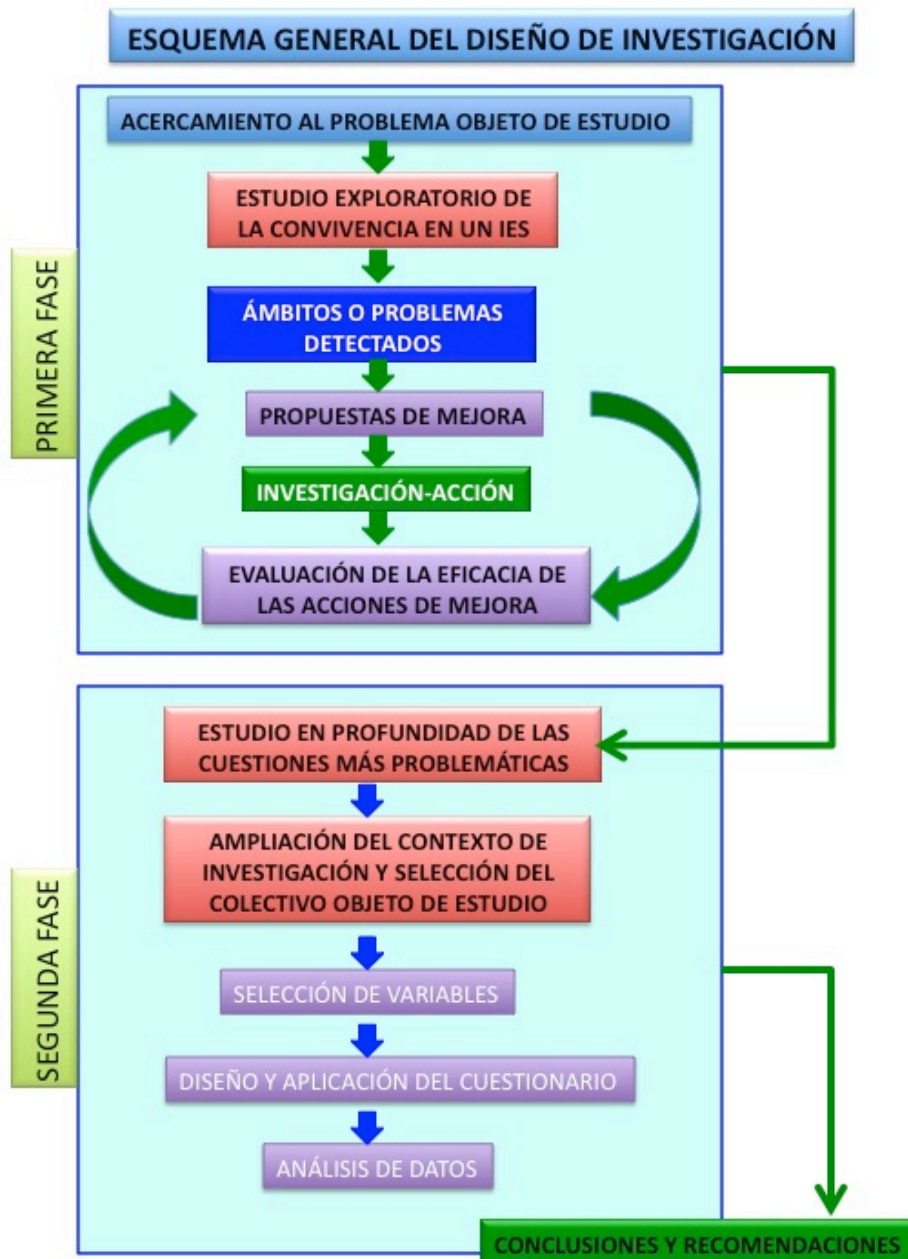 ESQUEMA GENERAL DEL DISEÑO DE INVESTIGACIÓN
PRIMERA FASE
ACERCAMIENTO AL PROBLEMA OBJETO DE ESTUDIO
ESTUDIO EXPLORATORIO DE
LA CONVIVENCIA EN UN IES
ÁMBITOS O PROBLEMAS
DETECTADOS
PROPUESTAS DE MEJORA
INVESTIGACIÓN-ACCIÓN
EVALUACIÓN DE LA EFICACIA DE
LAS ACCIONES DE MEJORA
SEGUNDA FASE
ESTUDIO EN PROFUNDIDAD DE LAS
CUESTIONES MÁS PROBLEMÁTICAS
AMPLIACIÓN DEL CONTEXTO DE
INVESTIGACIÓN Y SELECCIÓN DEL
COLECTIVO OBJETO DE ESTUDIO
SELECCIÓN DE VARIABLES
DISEÑO Y APLICACIÓN DEL CUESTIONARIO
ANÁLISIS DE DATOS
CONCLUSIONES Y RECOMENDACIONES